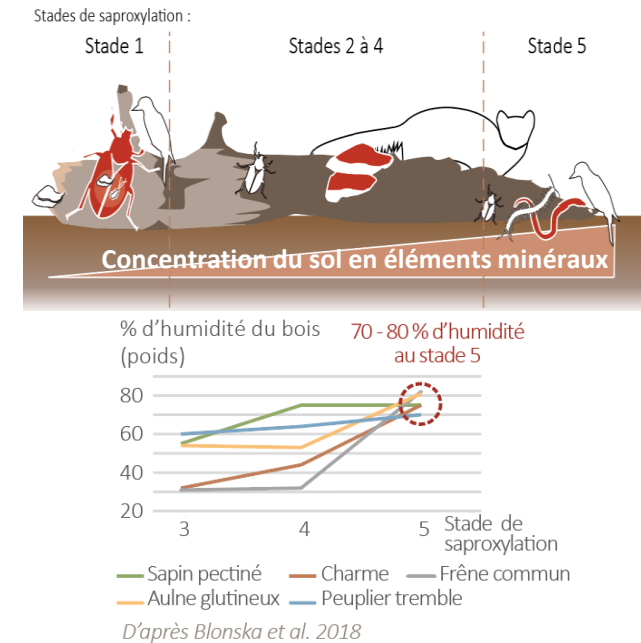 Stades de saproxylation :
Stade 1
Stades 2 à 4
Stade 5
Concentration du sol en éléments minéraux
% d’humidité du bois
(poids)
70 - 80 % d’humidité
au stade 5
80
60
40
20
3
4
5
Stade de
saproxylation
Sapin pectiné
Charme
Frêne commun
Aulne glutineux
Peuplier tremble
D’après Blonska et al. 2018